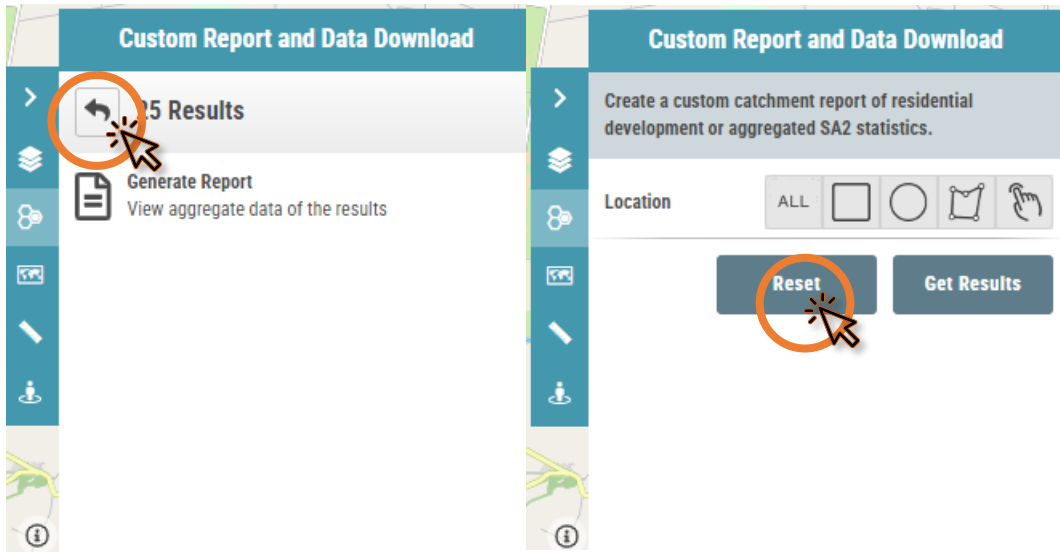 Custom Report and Data Download
25 Results
Generate Report
View aggregate data of the results
Custom Report and Data Download
Create a custom catchment report of residential
development or aggregated SA2 statistics.
Location
ALL
Reset
Get Results